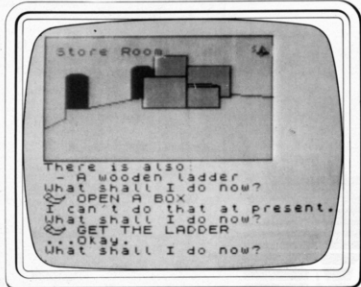 Store Room.
There is also:
- A wooden ladder
What shall I do now?
OPEN A BOX
I can't do that at present.
What shall I do now?
GET THE LADDER
...Okay.
What shall I do now?